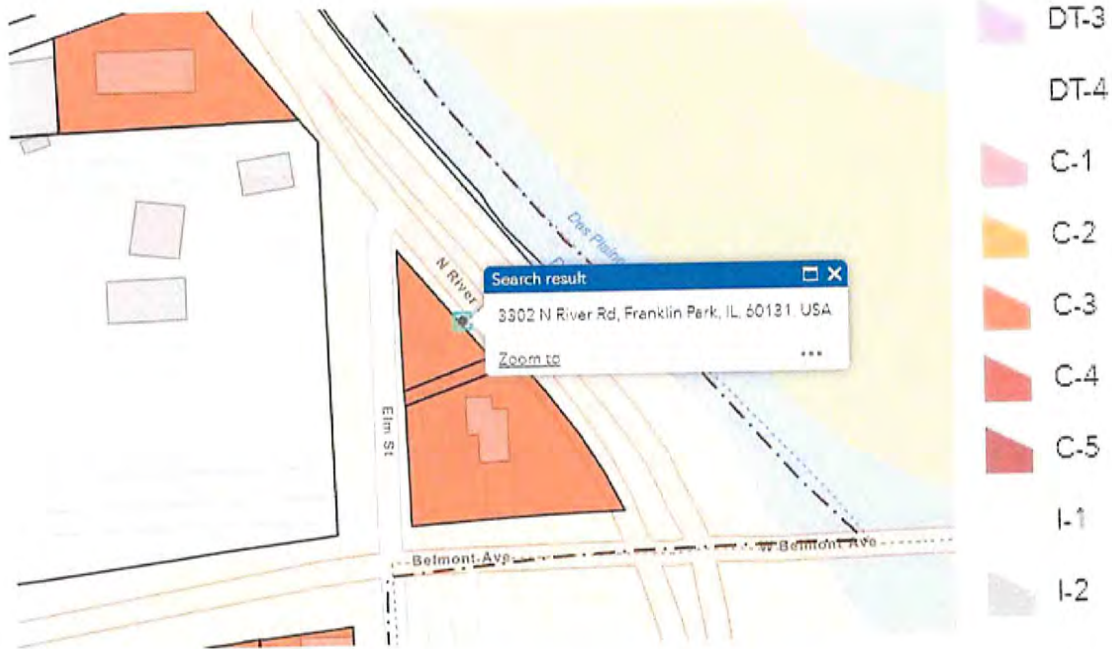 DT-3
DT-4
C-1
C-2
C-3
C-4
C-5
I-1
I-2
Des Plaine
N River
Search result
3302 N River Rd, Franklin Park, IL, 60131, USA
Zoom to
•••
Elm St
Belmont Ave
W Belmont Ave